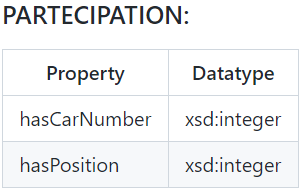 PARTECIPATION:
Property Datatype
hasCarNumber xsd:integer
hasPosition xsd:integer